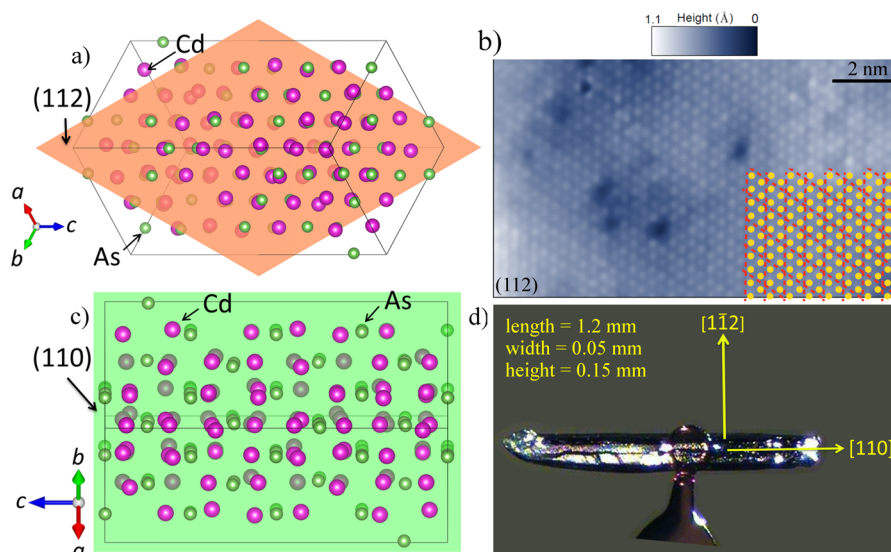 a)
Cd
(112)
a
b
c
As
1.1 Height (Å) 0
b)
2 nm
(112)
c)
Cd
As
(110)
b
c
a
d)
length = 1.2 mm
width = 0.05 mm
height = 0.15 mm
[11̄2]
[110]